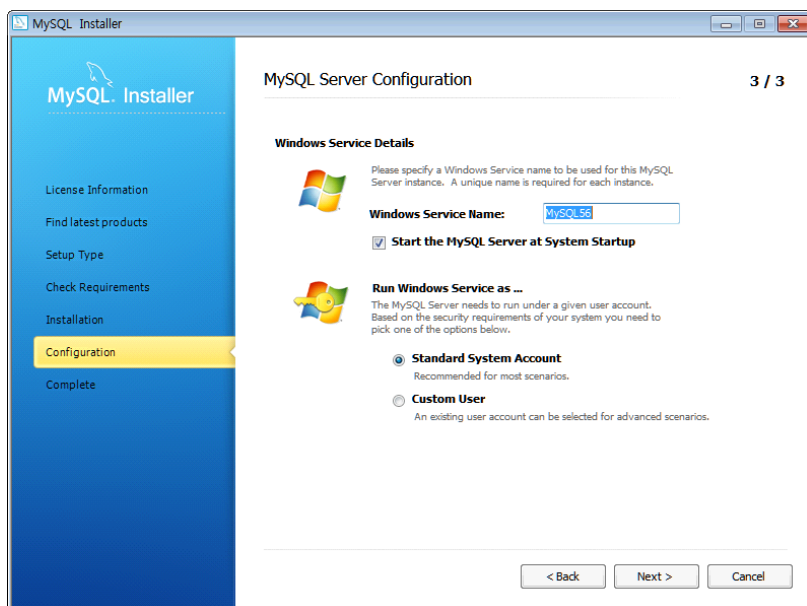 MySQL Installer
MySQL. Installer
License Information
Find latest products
Setup Type
Check Requirements
Installation
Configuration
Complete
MySQL Server Configuration
3 / 3
Windows Service Details
Please specify a Windows Service name to be used for this MySQL
Server instance. A unique name is required for each instance.
Windows Service Name:
MySQL56
Start the MySQL Server at System Startup
Run Windows Service as ...
The MySQL Server needs to run under a given user account.
Based on the security requirements of your system you need to
pick one of the options below.
Standard System Account
Recommended for most scenarios.
Custom User
An existing user account can be selected for advanced scenarios.
< Back
Next >
Cancel